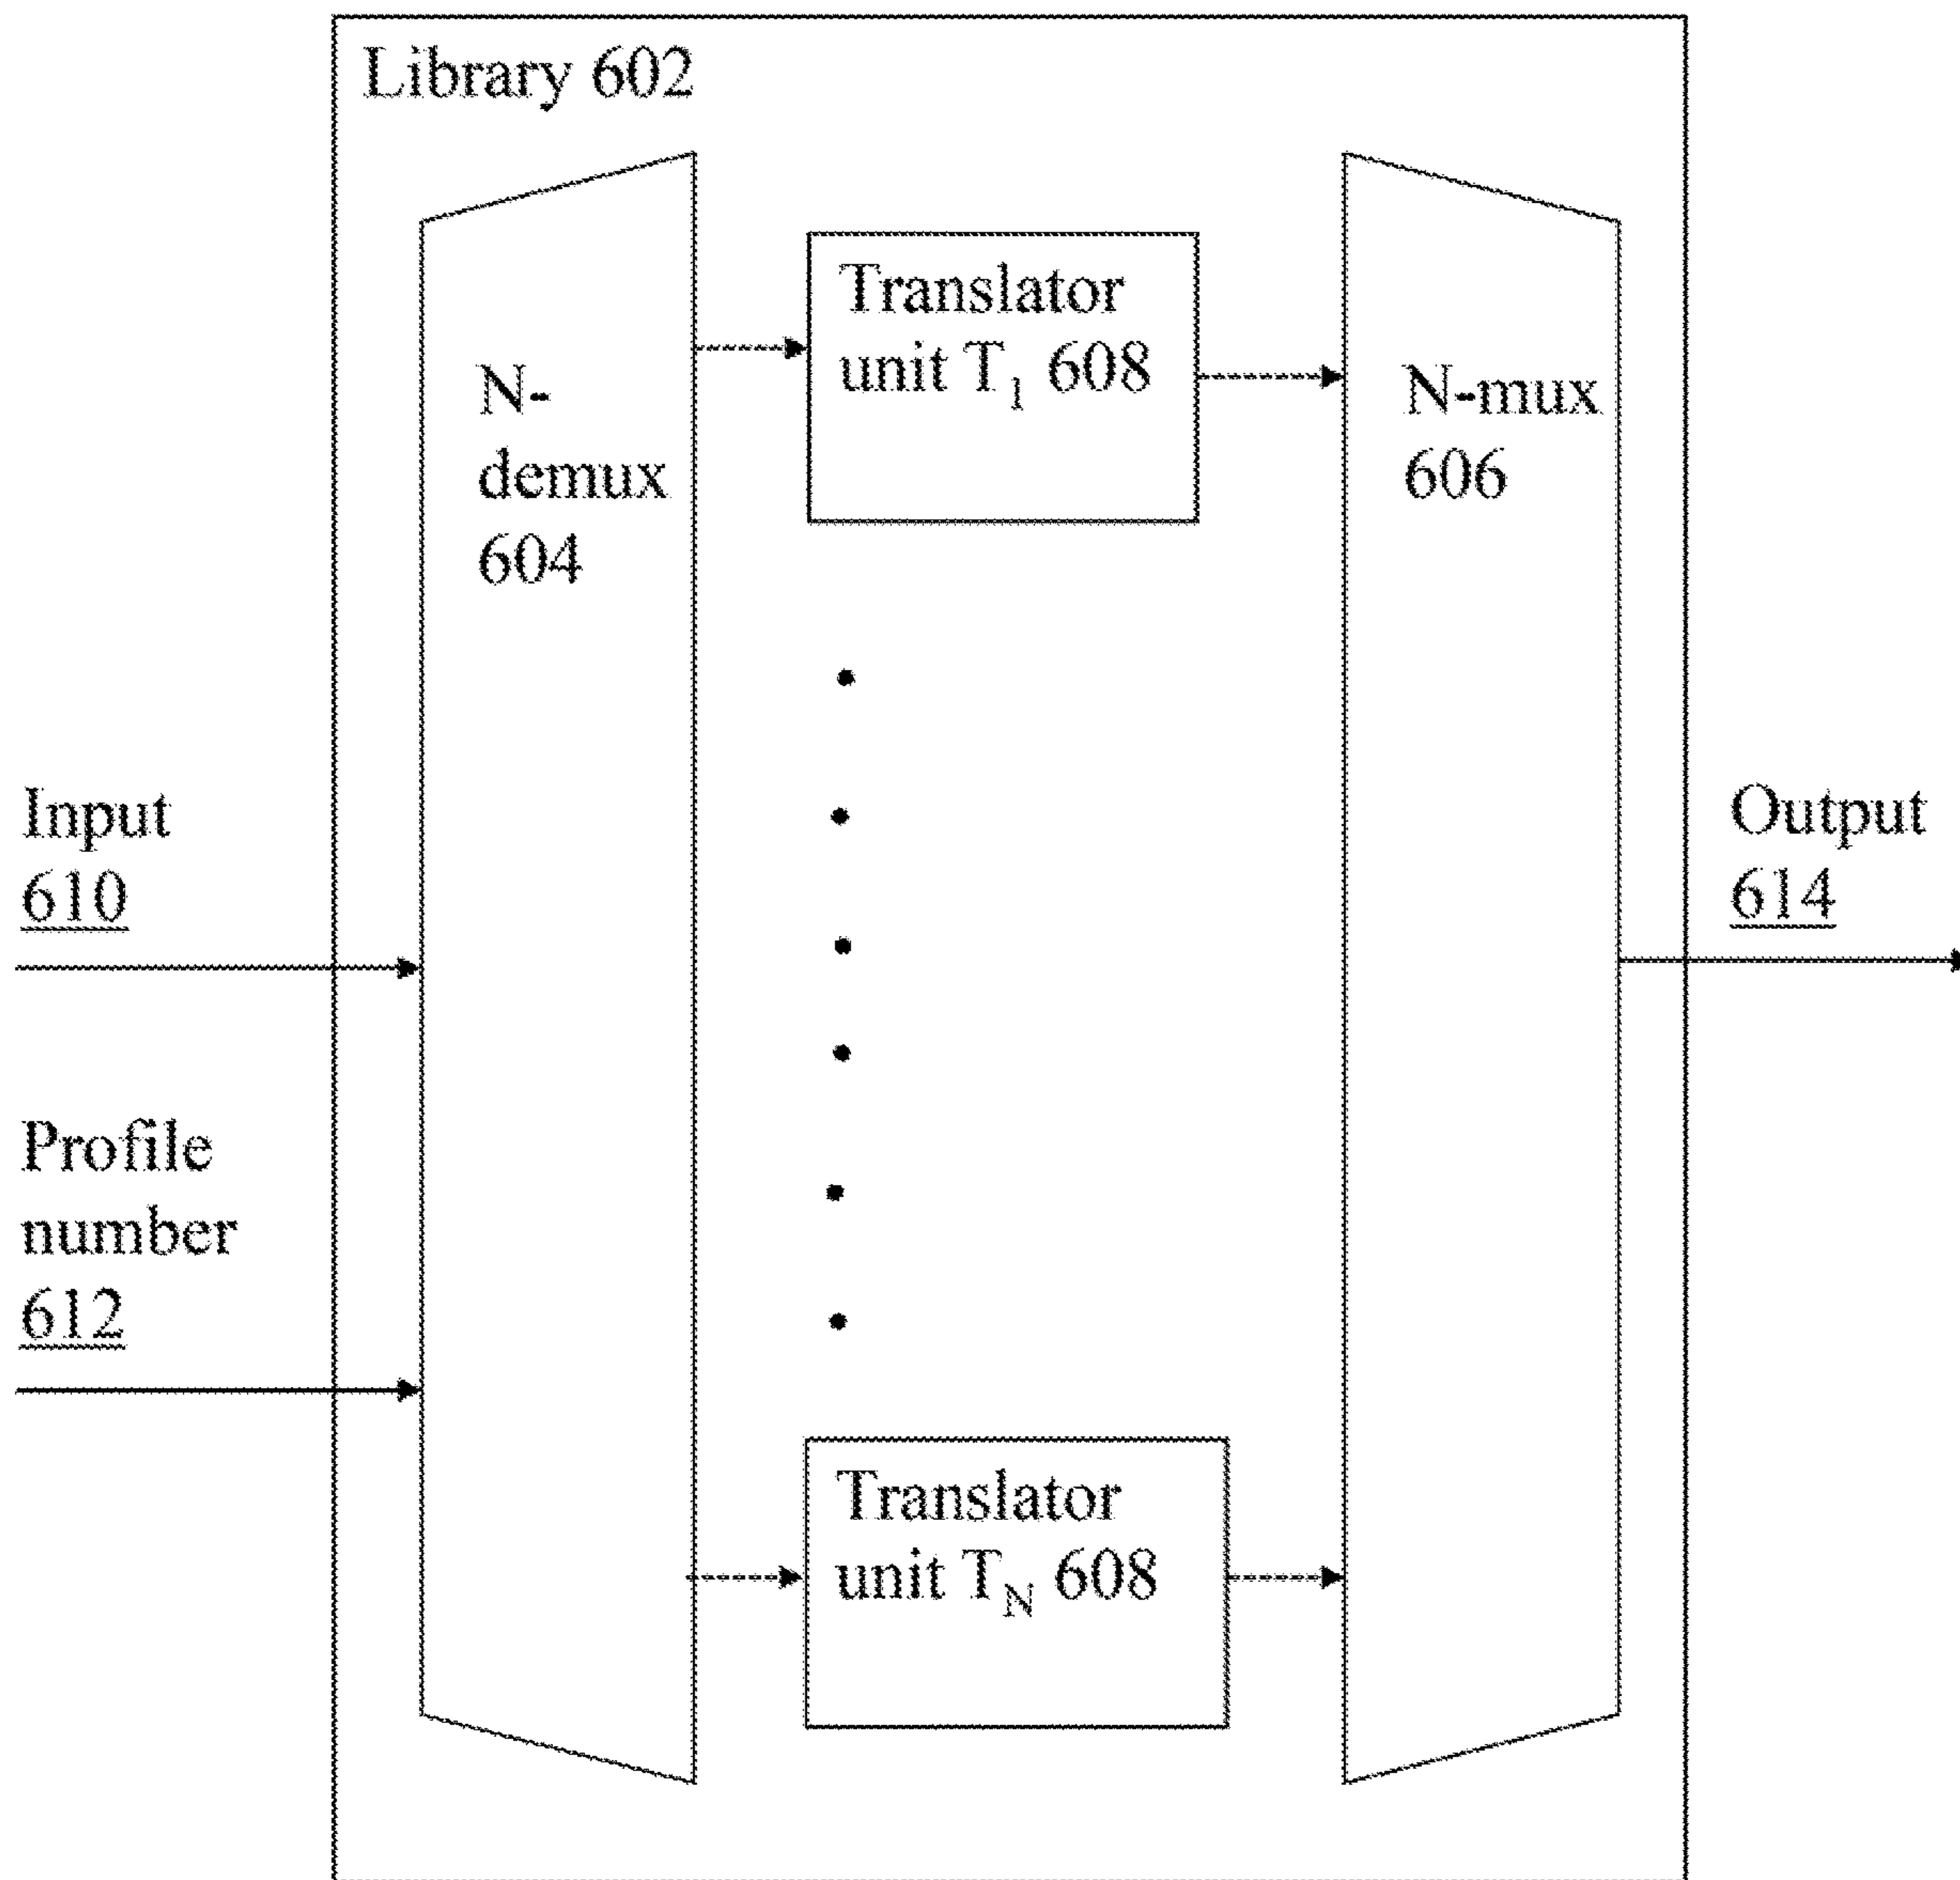 Library 602
N-
demux
604
Translator
unit T₁ 608
N-mux
606
Input
610
Output
614
Profile
number
612
Translator
unit T_N 608